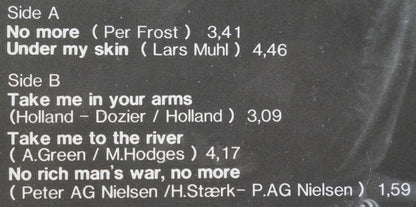 Side A
No more ( Per Frost ) 3,41
Under my skin ( Lars Muhl ) 4,46
Side B
Take me in your arms
(Holland - Dozier / Holland ) 3,09
Take me to the river
( A.Green / M.Hodges ) 4,17
No rich man's war, no more
( Peter AG Nielsen /H.Stærk- P.AG Nielsen ) 1,59